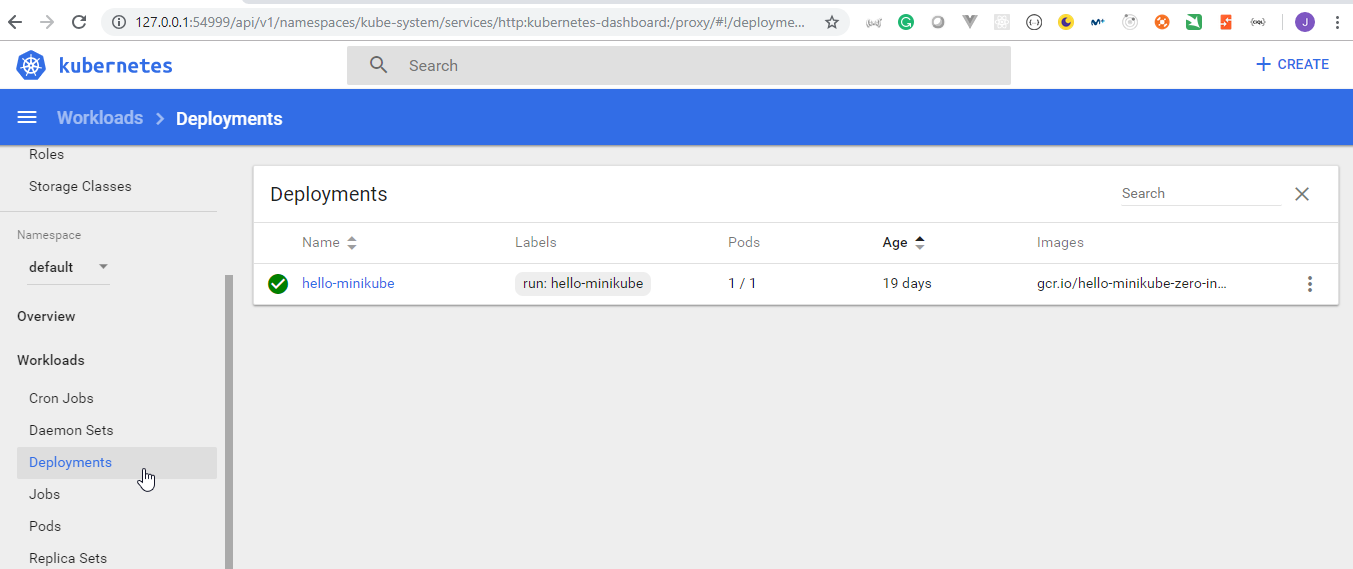 127.0.0.1:54999/api/v1/namespaces/kube-system/services/http:kubernetes-dashboard:/proxy/#!/deployme...
J
kubernetes
Search
+ CREATE
Workloads > Deployments
Roles
Storage Classes
Namespace
default
Overview
Workloads
Cron Jobs
Daemon Sets
Deployments
Jobs
Pods
Replica Sets
Deployments
Search
Name Labels Pods Age Images
hello-minikube run: hello-minikube 1 / 1 19 days gcr.io/hello-minikube-zero-in...